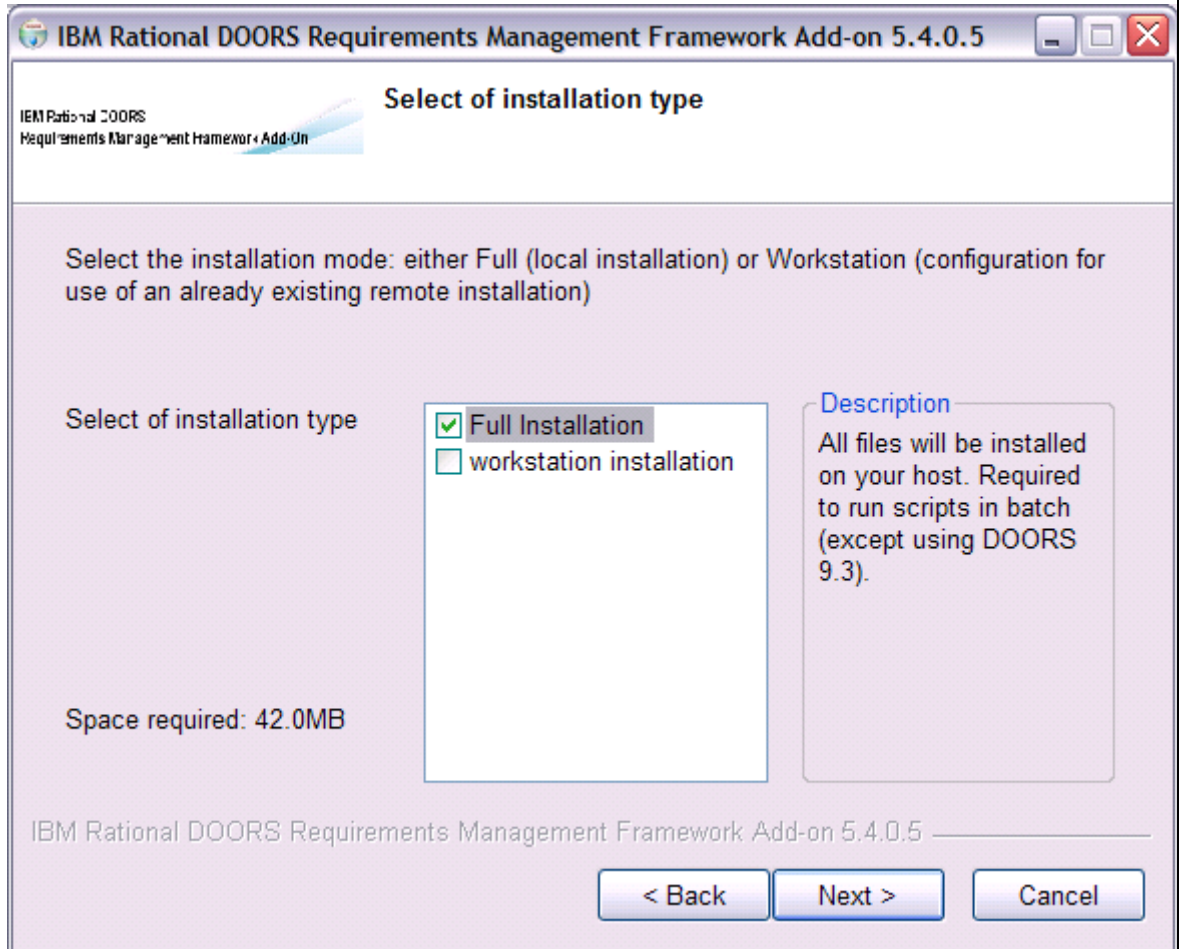 IBM Rational DOORS Requirements Management Framework Add-on 5.4.0.5
IBM Rational DOORS
Requirements Management Framework Add-On
Select of installation type
Select the installation mode: either Full (local installation) or Workstation (configuration for
use of an already existing remote installation)
Select of installation type
Full Installation
workstation installation
Description
All files will be installed
on your host. Required
to run scripts in batch
(except using DOORS
9.3).
Space required: 42.0MB
IBM Rational DOORS Requirements Management Framework Add-on 5.4.0.5
< Back
Next >
Cancel